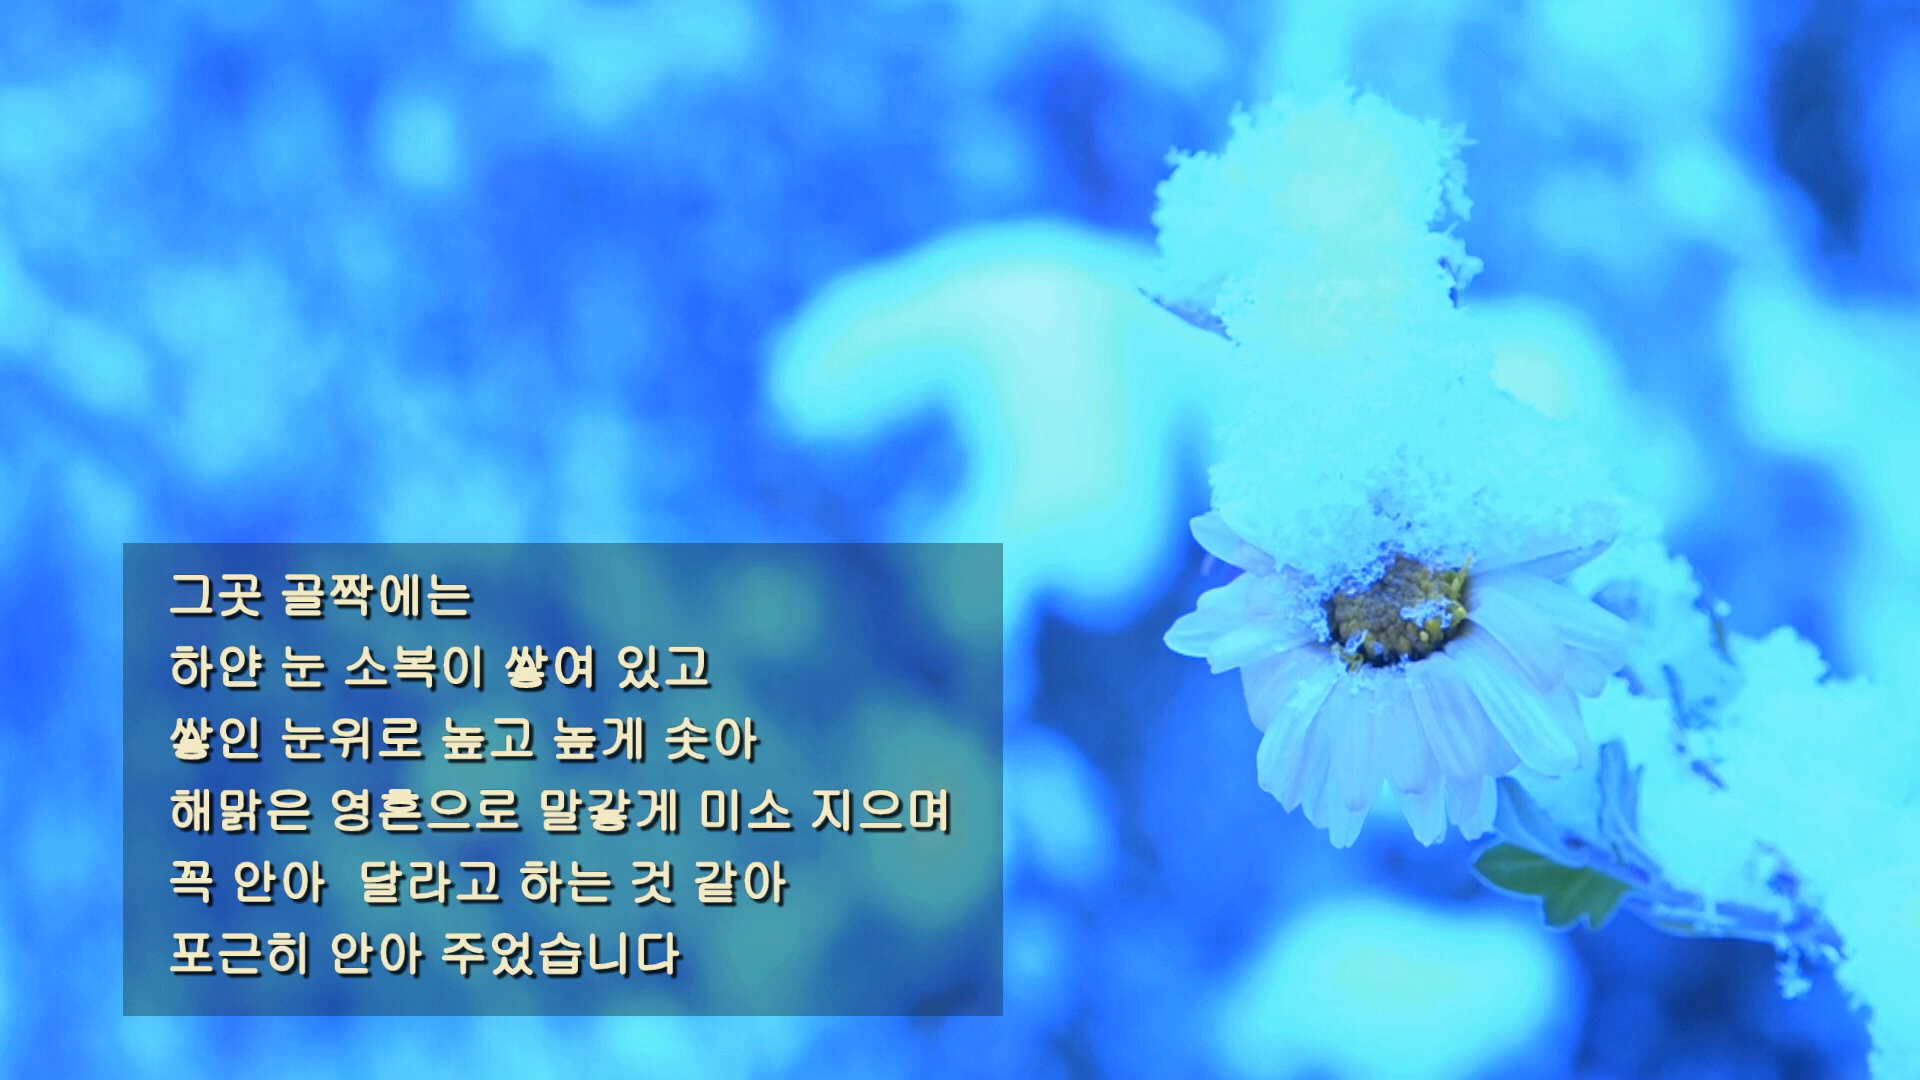 그곳 골짝에는
하얀 눈 소복이 쌓여 있고
쌓인 눈위로 높고 높게 솟아
해맑은 영혼으로 말갛게 미소 지으며
꼭 안아  달라고 하는 것 같아
포근히 안아 주었습니다